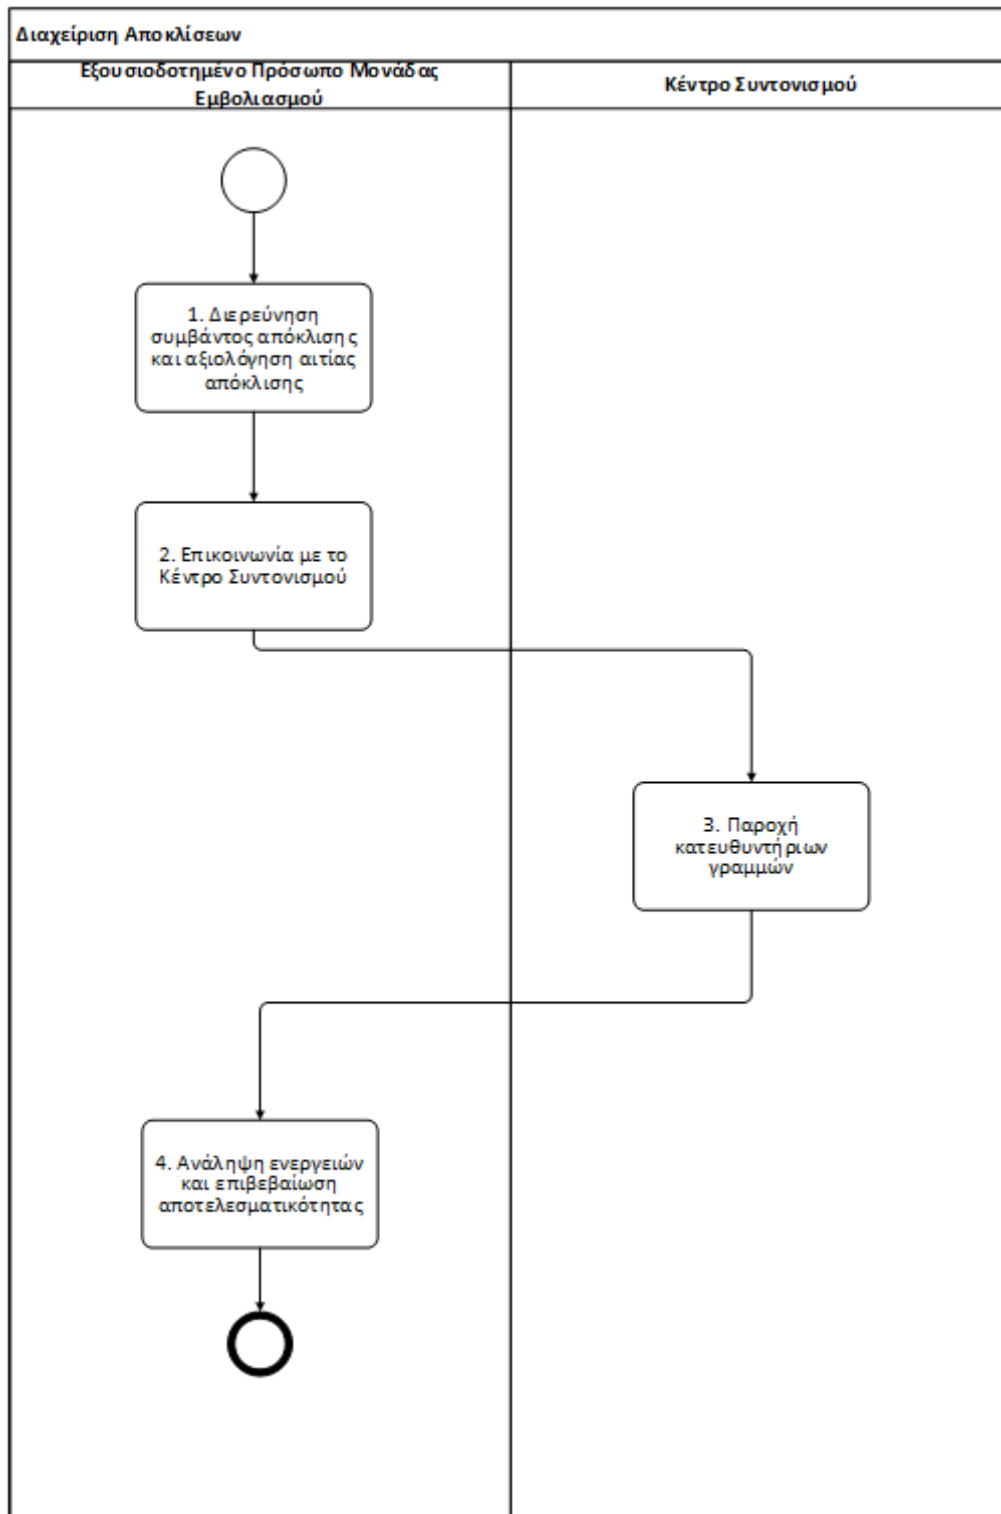 Διαχείριση Αποκλίσεων
Εξουσιοδοτημένο Πρόσωπο Μονάδας
Εμβολιασμού
Κέντρο Συντονισμού
1. Διερεύνηση
συμβάντος απόκλισης
και αξιολόγηση αιτίας
απόκλισης
2. Επικοινωνία με το
Κέντρο Συντονισμού
3. Παροχή
κατευθυντήριων
γραμμών
4. Ανάληψη ενεργειών
και επιβεβαίωση
αποτελεσματικότητας